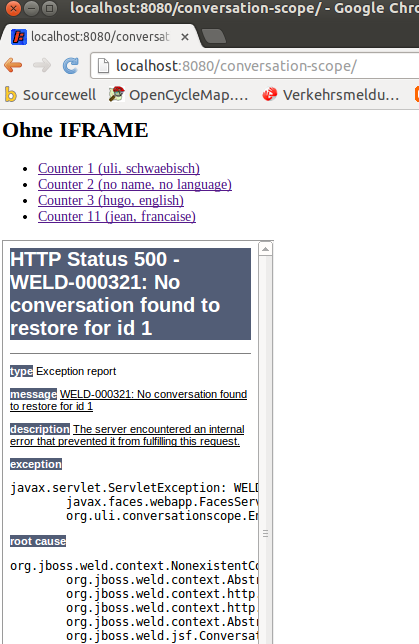 localhost:8080/conversation-scope/ - Google Chro
localhost:8080/conversat
localhost:8080/conversation-scope/
Sourcewell OpenCycleMap.... Verkehrsmeldu...
Ohne IFRAME
Counter 1 (uli, schwaebisch)
Counter 2 (no name, no language)
Counter 3 (hugo, english)
Counter 11 (jean, francaise)
HTTP Status 500 -
WELD-000321: No
conversation found to
restore for id 1
type Exception report
message WELD-000321: No conversation found
to restore for id 1
description The server encountered an internal
error that prevented it from fulfilling this request.
exception
javax.servlet.ServletException: WELD
javax.faces.webapp.FacesServ
org.uli.conversationscope.En
root cause
org.jboss.weld.context.NonexistentCo
org.jboss.weld.context.Abstr
org.jboss.weld.context.http.
org.jboss.weld.context.http.
org.jboss.weld.context.Abstr
org.jboss.weld.jsf.Conversat